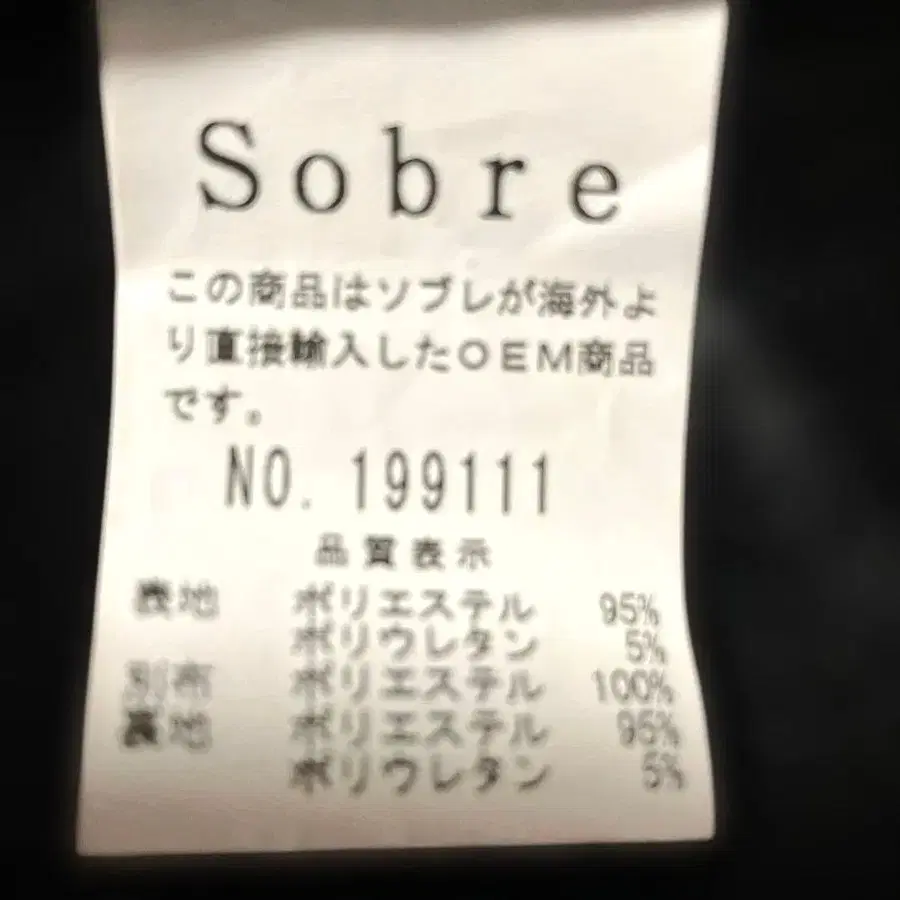 Sobre
この商品はソブレが海外よ
り直接輸入したOEM商品
です。
NO. 199111
品質表示
表地 ポリエステル 95%
ポリウレタン 5%
別布 ポリエステル 100%
裏地 ポリエステル 95%
ポリウレタン 5%